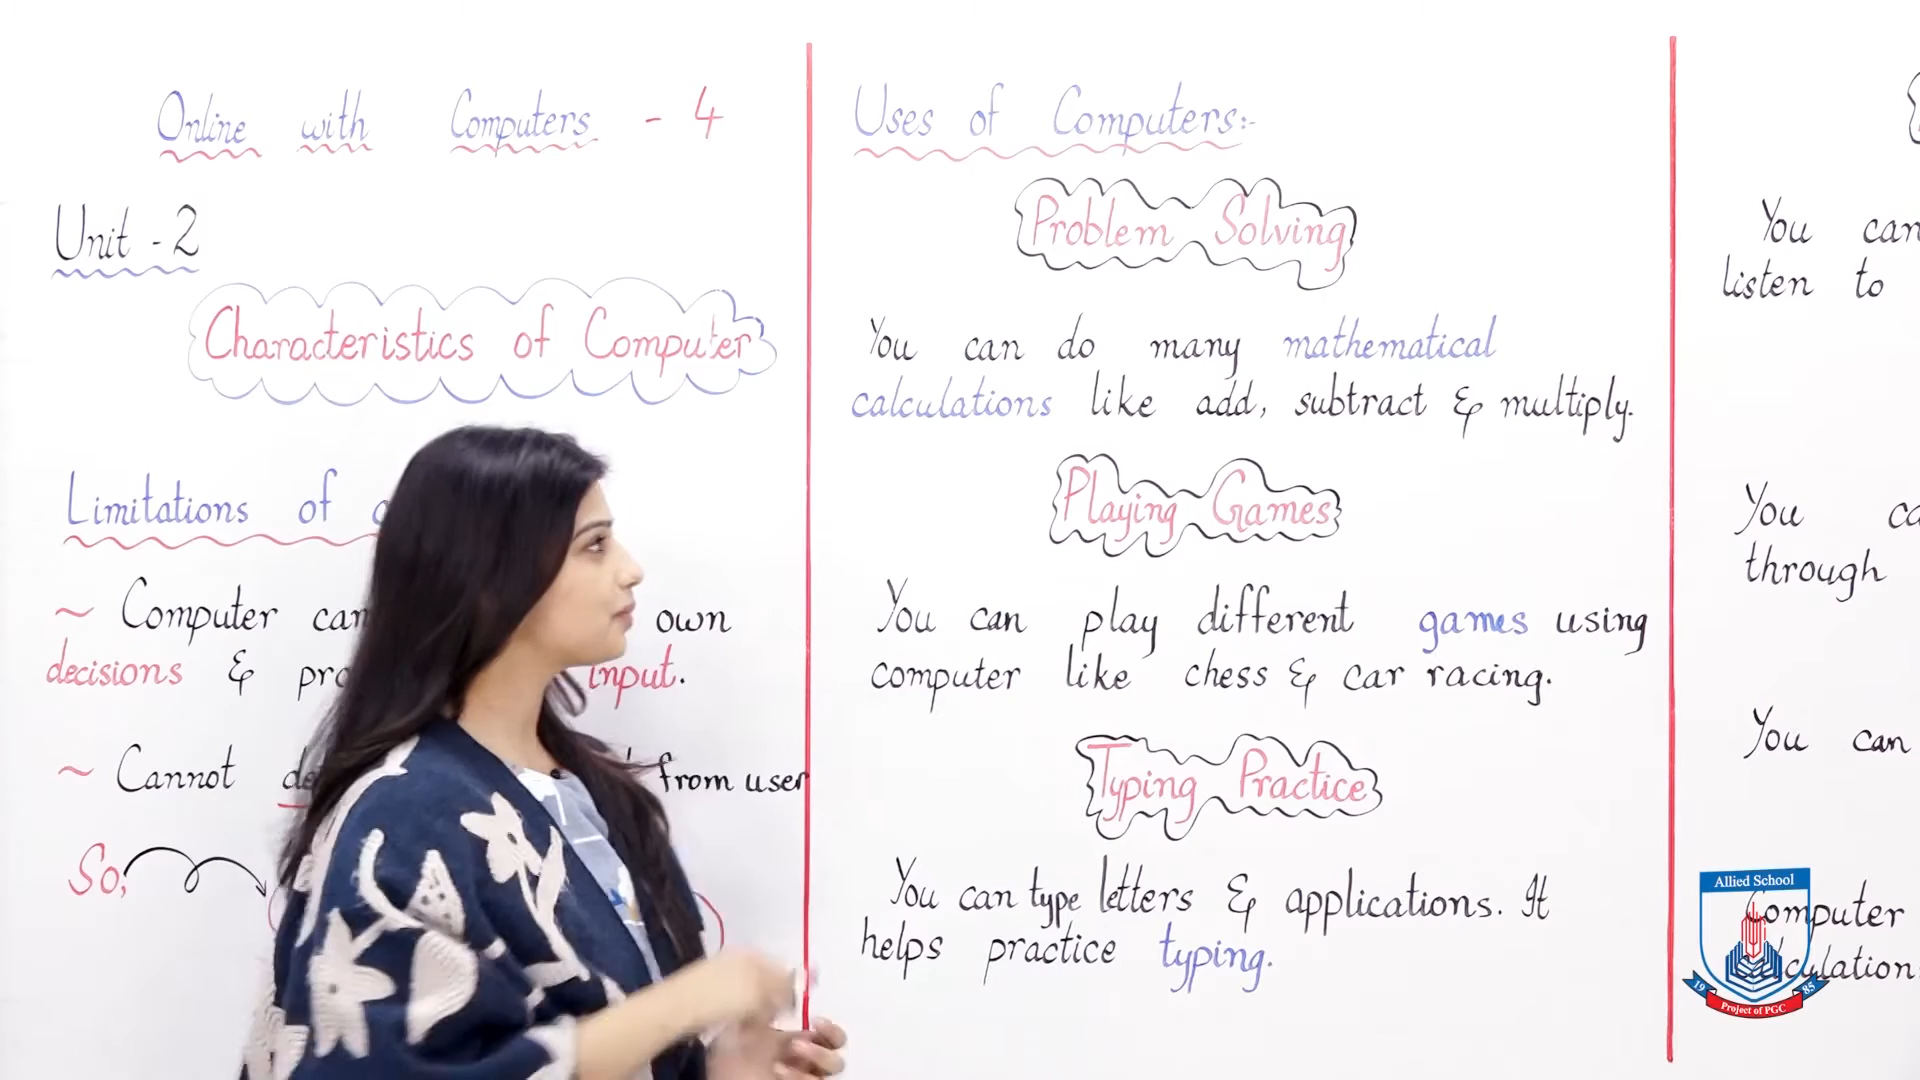 Online with Computers - 4
Unit - 2
Characteristics of Computer
Limitations of
~ Computer own
decisions & input.
~ Cannot from user
So,
Uses of Computers:-
Problem Solving
You can do many mathematical
calculations like add, subtract & multiply.
Playing Games
You can play different games using
computer like chess & car racing.
Typing Practice
You can type letters & applications. It
helps practice typing.
You can
listen to
You
through
You can
Computer
Allied School
1985
Project of PGC